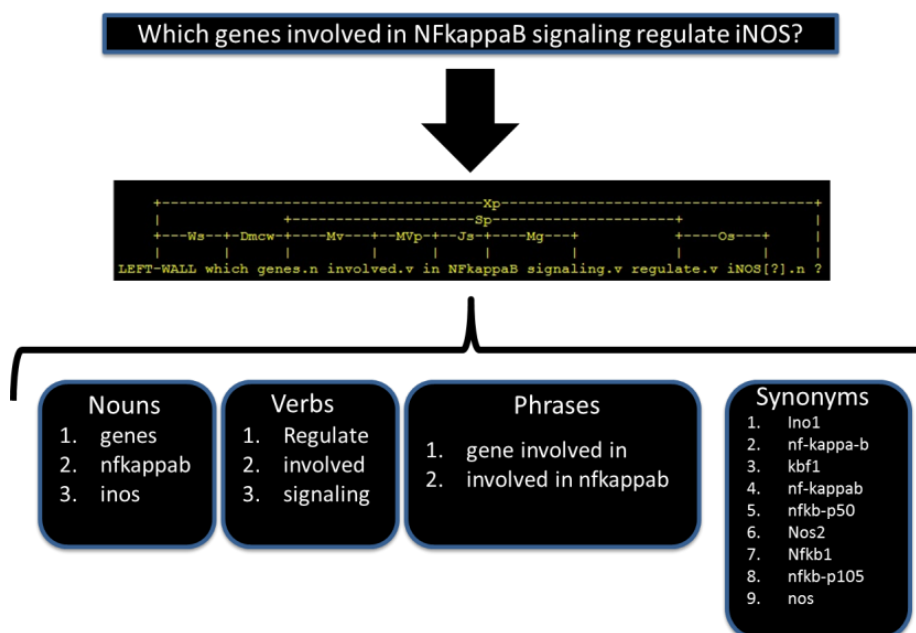 Which genes involved in NFkappaB signaling regulate iNOS?
+---------------------------------------Xp--------------------------------------+
| +----------------------Sp----------------------+ |
+---Ws--+-Dmcw--+----Mv----+--MVp-+--Js-+----Mg----+ +---Os---+ |
| | | | | | | | | |
LEFT-WALL which genes.n involved.v in NFkappaB signaling.v regulate.v iNOS[?].n ?
Nouns
1. genes
2. nfkappab
3. inos
Verbs
1. Regulate
2. involved
3. signaling
Phrases
1. gene involved in
2. involved in nfkappab
Synonyms
1. Ino1
2. nf-kappa-b
3. kbf1
4. nf-kappab
5. nfkb-p50
6. Nos2
7. Nfkb1
8. nfkb-p105
9. nos